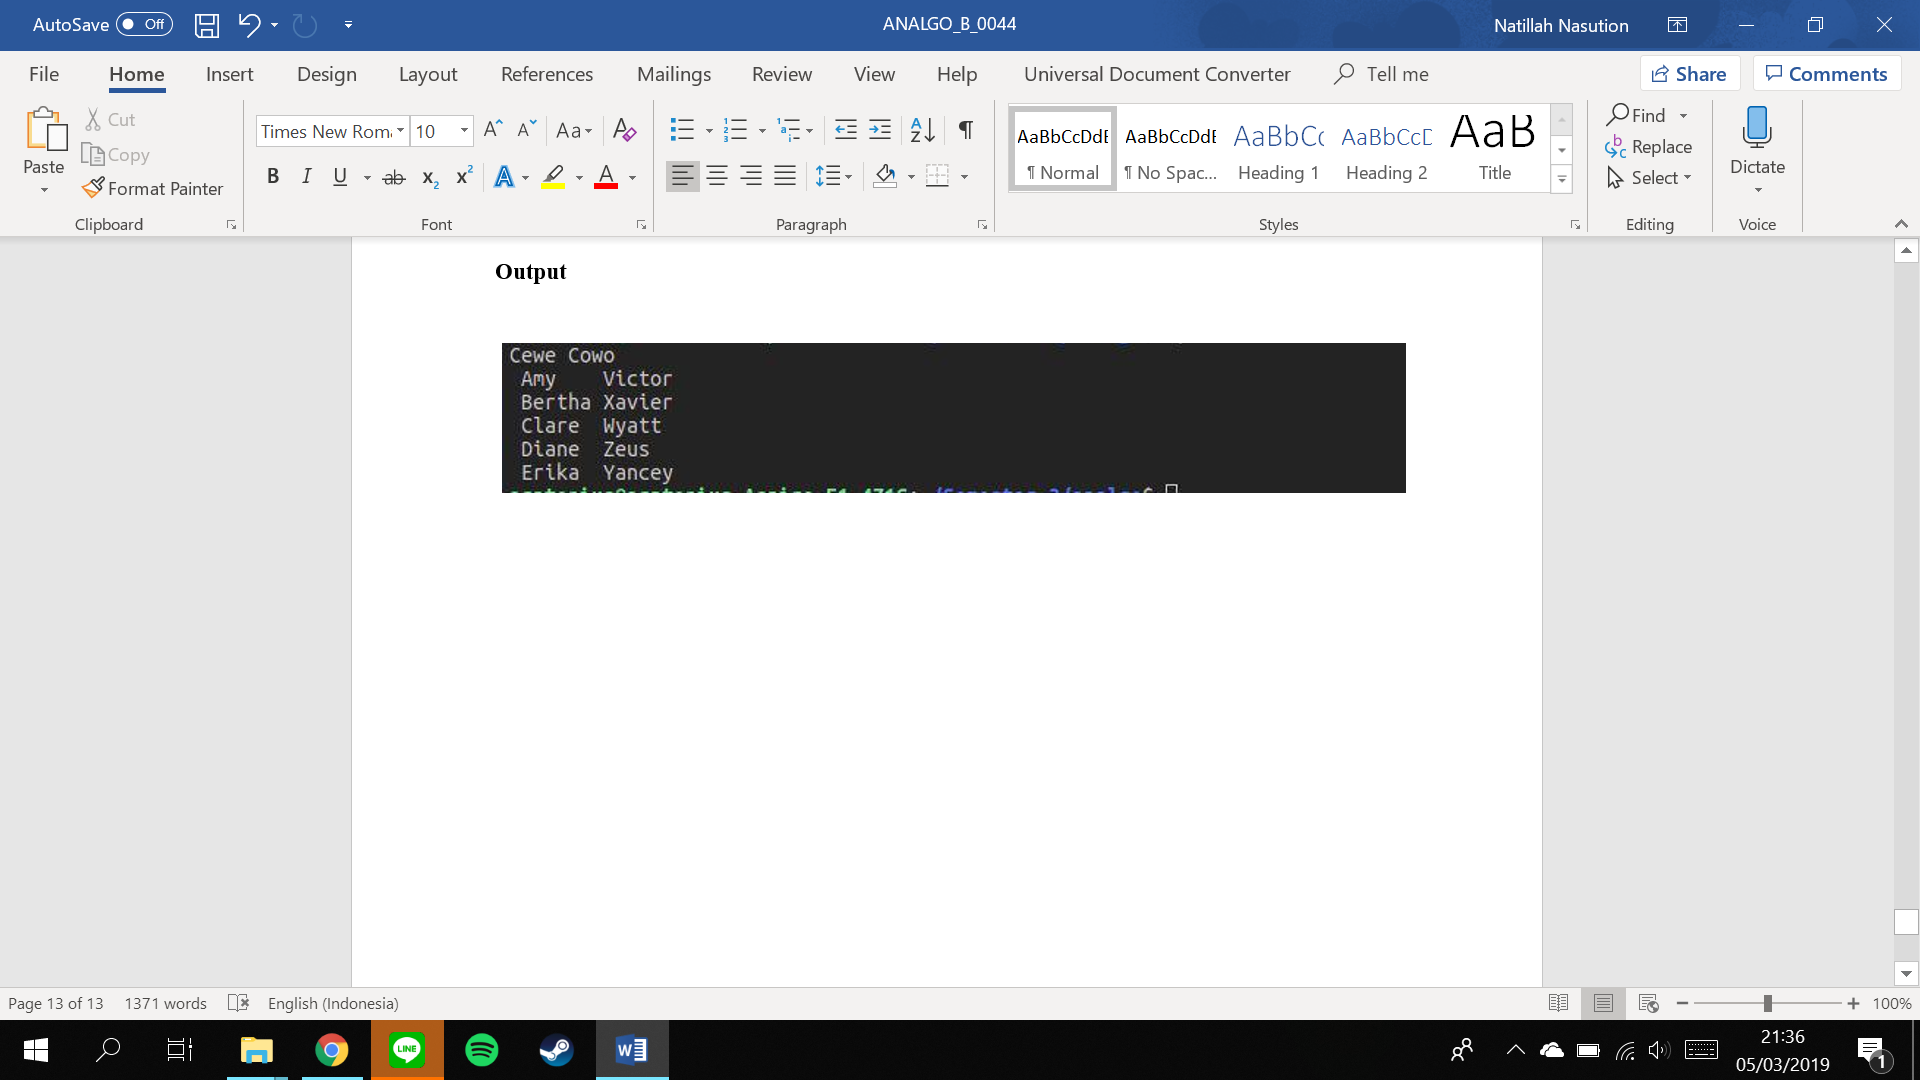 AutoSave Off ANALGO_B_0044 Natillah Nasution
File Home Insert Design Layout References Mailings Review View Help Universal Document Converter Tell me Share Comments
Paste
Cut
Copy
Format Painter
Clipboard
Times New Rom 10
Font
Paragraph
AaBbCcDdE AaBbCcDdE AaBbCc AaBbCcD AaB
¶ Normal ¶ No Spac... Heading 1 Heading 2 Title
Styles
Find
Replace
Select
Editing
Dictate
Voice
Output
Cewe Cowo
Amy Victor
Bertha Xavier
Clare Wyatt
Diane Zeus
Erika Yancey
Page 13 of 13 1371 words English (Indonesia) 100%
LINE
21:36
05/03/2019
1